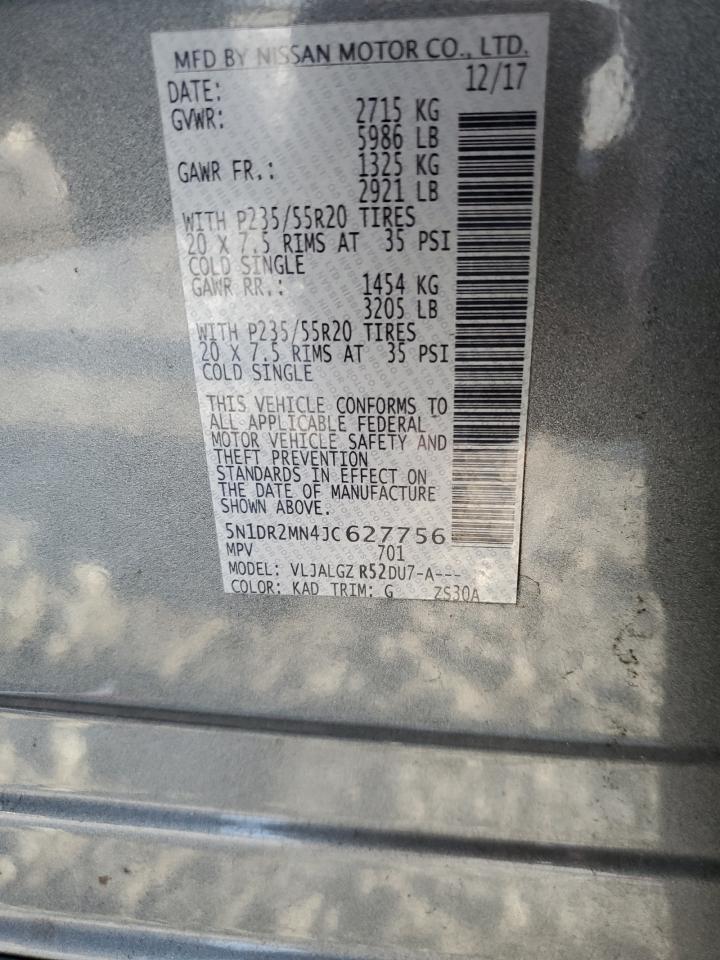 MFD BY NISSAN MOTOR CO., LTD.
DATE: 12/17
GVWR: 2715 KG
5986 LB
GAWR FR.: 1325 KG
2921 LB
WITH P235/55R20 TIRES
20 X 7.5 RIMS AT 35 PSI
COLD SINGLE
GAWR RR.: 1454 KG
3205 LB
WITH P235/55R20 TIRES
20 X 7.5 RIMS AT 35 PSI
COLD SINGLE
THIS VEHICLE CONFORMS TO
ALL APPLICABLE FEDERAL
MOTOR VEHICLE SAFETY AND
THEFT PREVENTION
STANDARDS IN EFFECT ON
THE DATE OF MANUFACTURE
SHOWN ABOVE.
5N1DR2MN4JC627756
MPV 701
MODEL: VLJALGZ R52DU7-A---
COLOR: KAD TRIM: G ZS30A